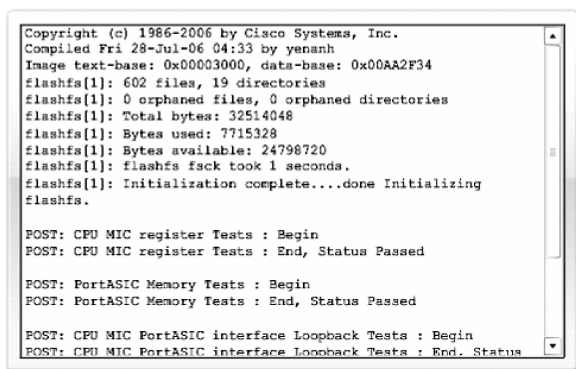 Copyright (c) 1986-2006 by Cisco Systems, Inc.
Compiled Fri 28-Jul-06 04:33 by yenanh
Image text-base: 0x00003000, data-base: 0x00AA2F34
flashfs[1]: 602 files, 19 directories
flashfs[1]: 0 orphaned files, 0 orphaned directories
flashfs[1]: Total bytes: 32514048
flashfs[1]: Bytes used: 7715328
flashfs[1]: Bytes available: 24798720
flashfs[1]: flashfs fsck took 1 seconds.
flashfs[1]: Initialization complete....done Initializing
flashfs.
POST: CPU MIC register Tests : Begin
POST: CPU MIC register Tests : End, Status Passed
POST: PortASIC Memory Tests : Begin
POST: PortASIC Memory Tests : End, Status Passed
POST: CPU MIC PortASIC interface Loopback Tests : Begin
POST: CPU MIC PortASIC interface Loopback Tests : End. Status